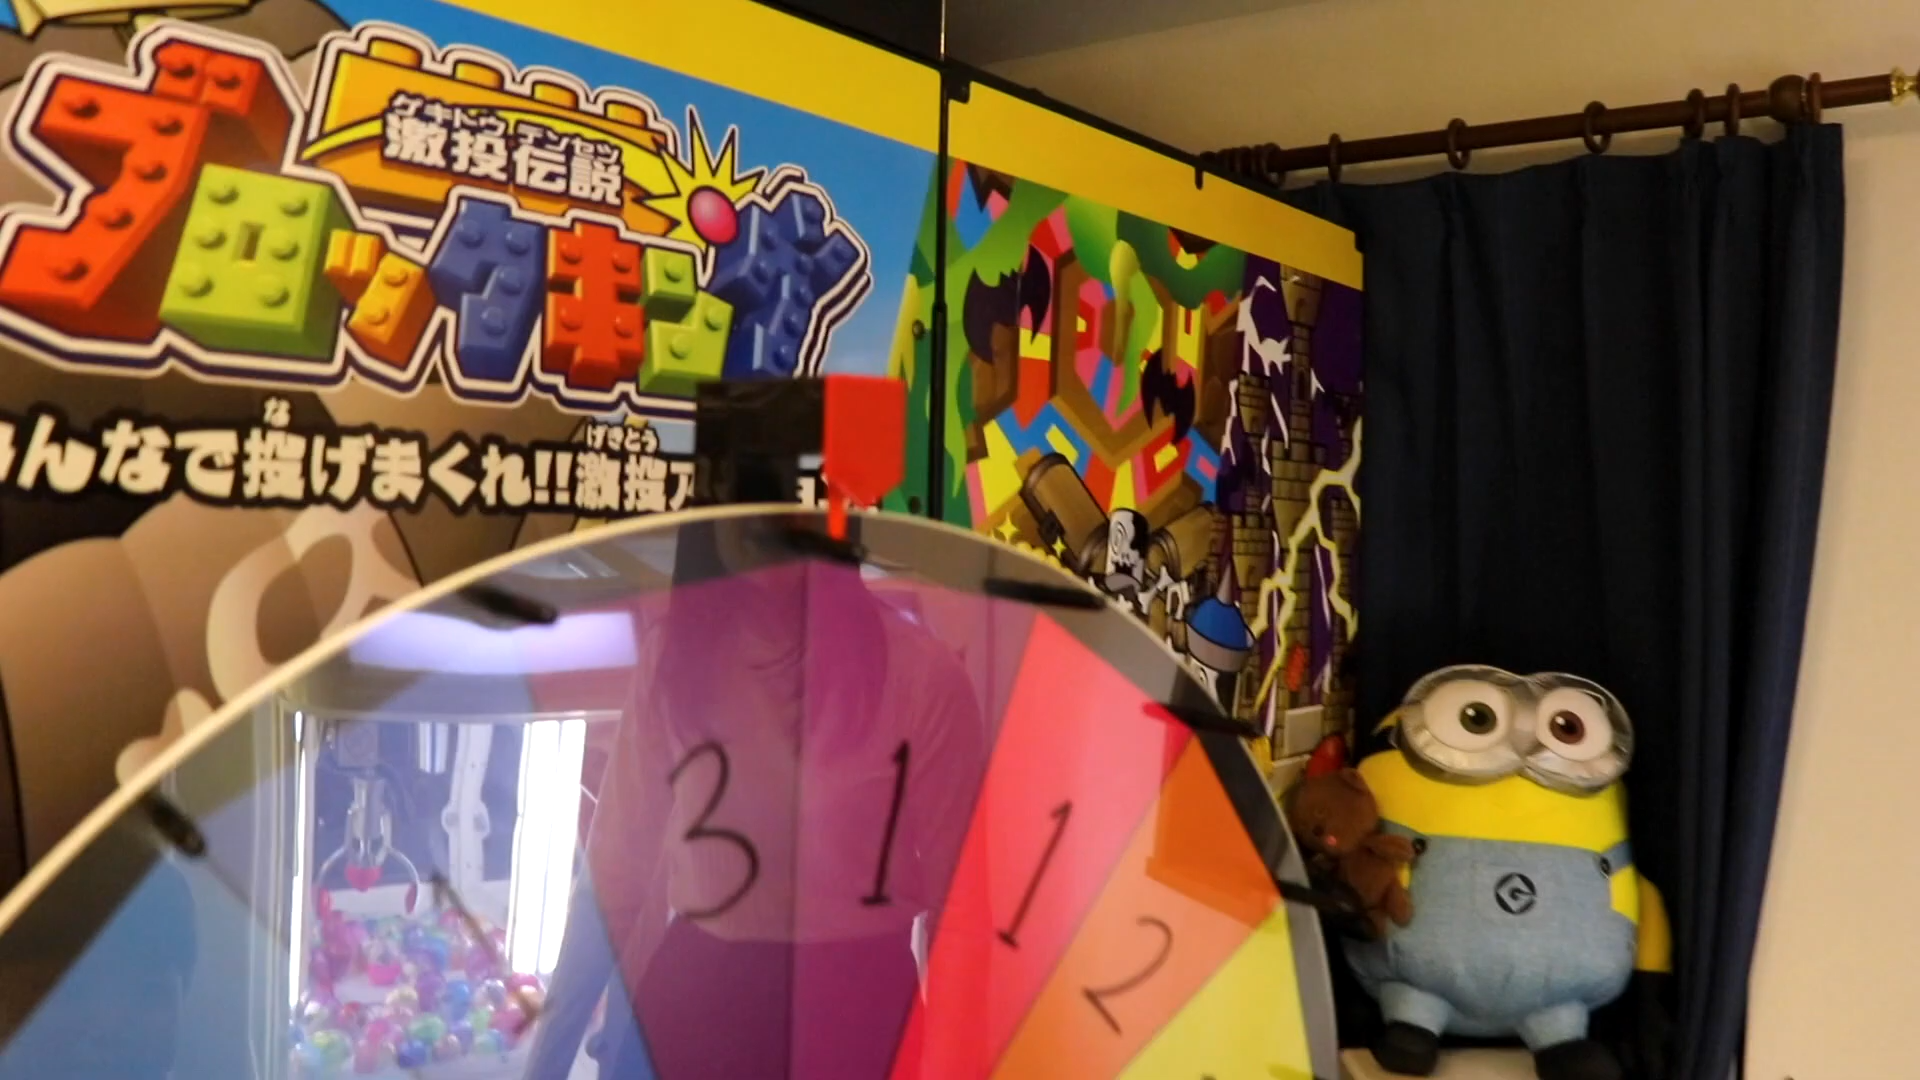 ゲキトウ デンセツ
激投伝説
ブロックキング
な げきとう
んなで投げまくれ!!激投ア
3 1 1 2
G